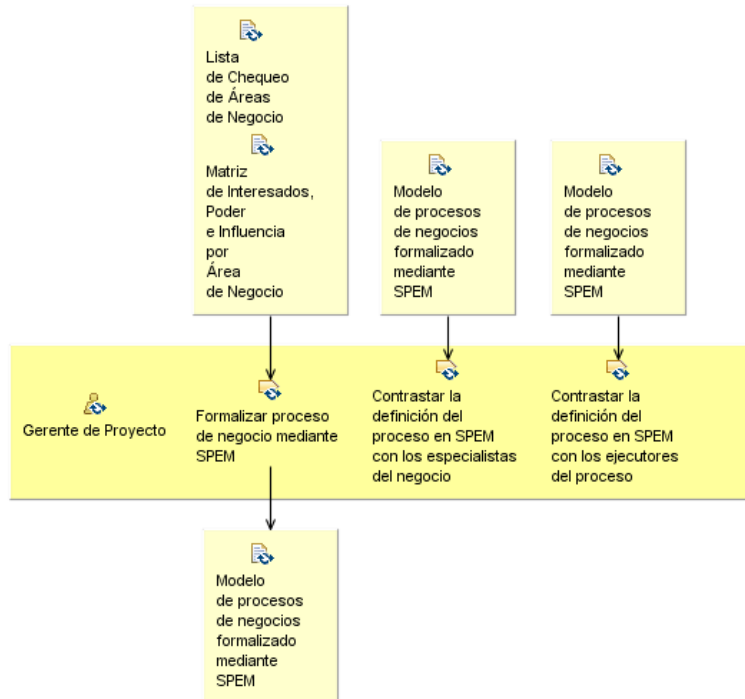 Lista
de Chequeo
de Áreas
de Negocio
Matriz
de Interesados,
Poder
e Influencia
por
Área
de Negocio
Modelo
de procesos
de negocios
formalizado
mediante
SPEM
Modelo
de procesos
de negocios
formalizado
mediante
SPEM
Gerente de Proyecto
Formalizar proceso
de negocio mediante
SPEM
Contrastar la
definición del
proceso en SPEM
con los especialistas
del negocio
Contrastar la
definición del
proceso en SPEM
con los ejecutores
del proceso
Modelo
de procesos
de negocios
formalizado
mediante
SPEM